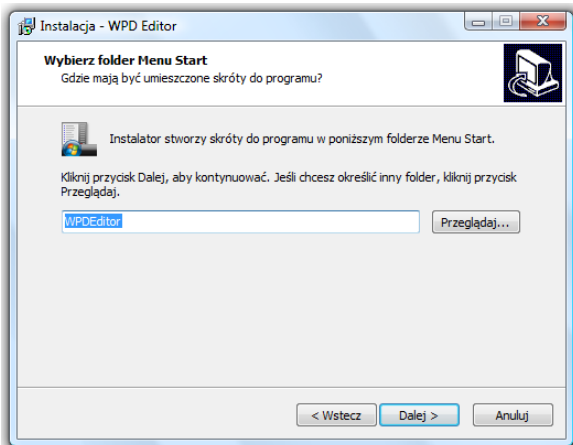 Instalacja - WPD Editor
Wybierz folder Menu Start
Gdzie mają być umieszczone skróty do programu?
Instalator stworzy skróty do programu w poniższym folderze Menu Start.
Kliknij przycisk Dalej, aby kontynuować. Jeśli chcesz określić inny folder, kliknij przycisk
Przeglądaj.
WPDEditor
Przeglądaj...
< Wstecz
Dalej >
Anuluj